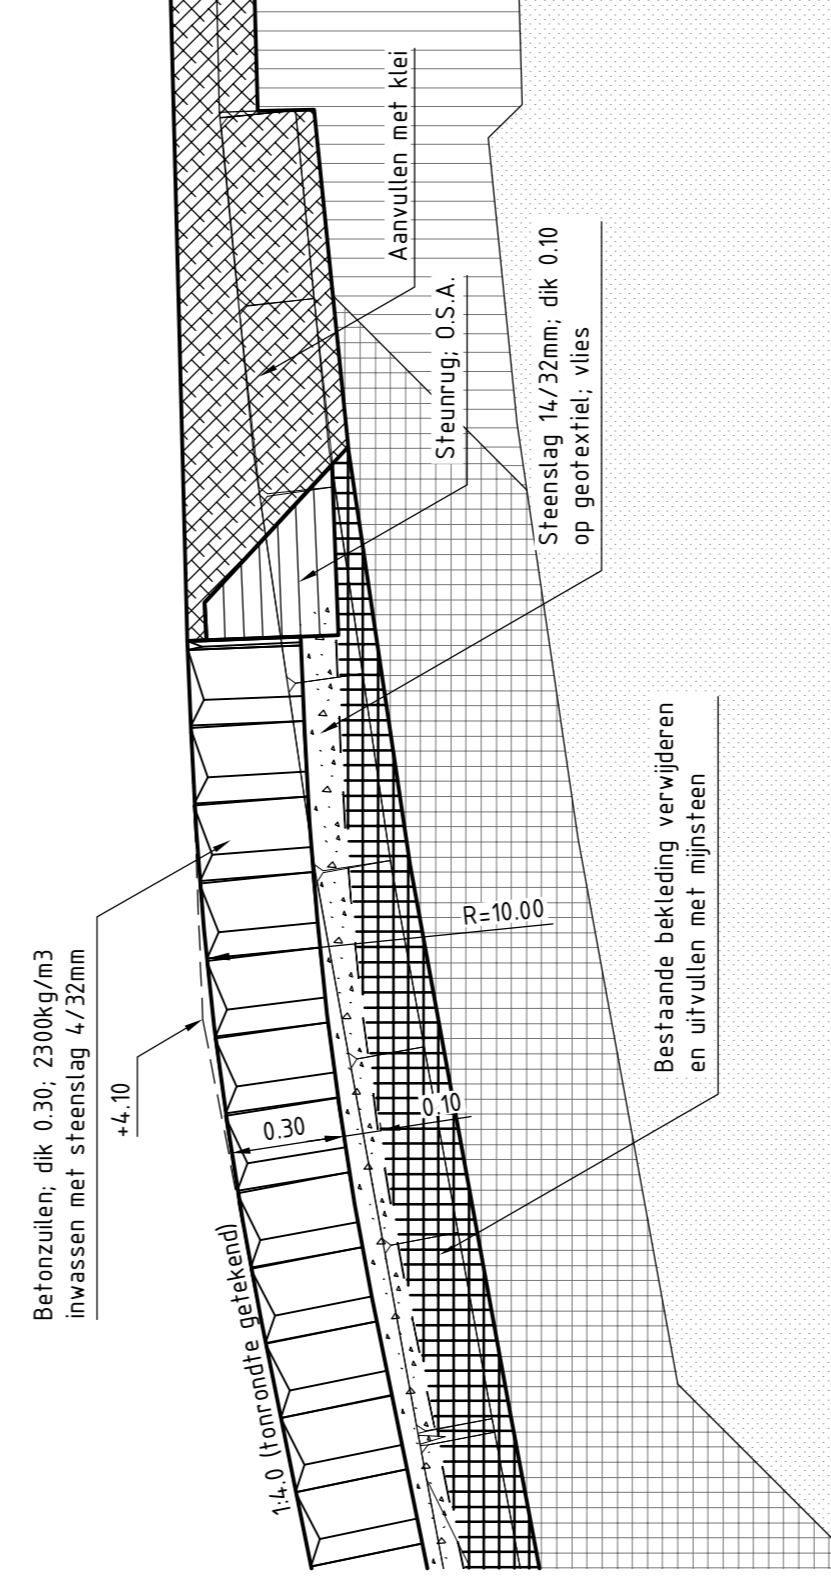 Betonzuilen; dik 0.30; 2300kg/m3
inwassen met steenslag 4/32mm
+4.10
1:4.0 (tonrondte getekend)
0.30
0.10
R=10.00
Aanvullen met klei
Steunrug; O.S.A.
Steenslag 14/32mm; dik 0.10
op geotextiel; vlies
Bestaande bekleding verwijderen
en uitvullen met mijnsteen